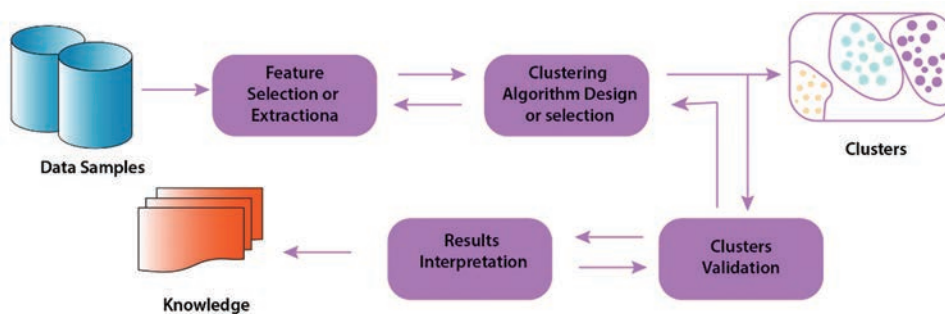 Feature
Selection or
Extractiona
Clustering
Algorithm Design
or selection
Clusters
Data Samples
Results
Interpretation
Clusters
Validation
Knowledge